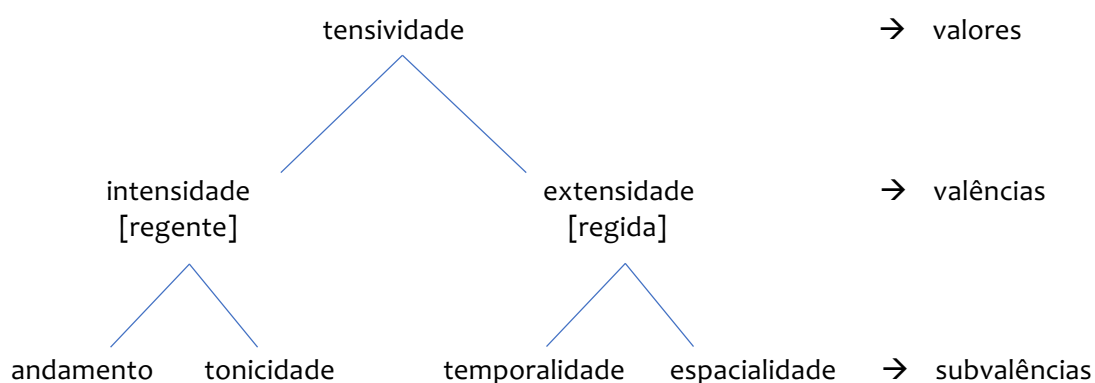 tensividade → valores
intensidade extensidade → valências
[regente] [regida]
andamento tonicidade temporalidade espacialidade → subvalências